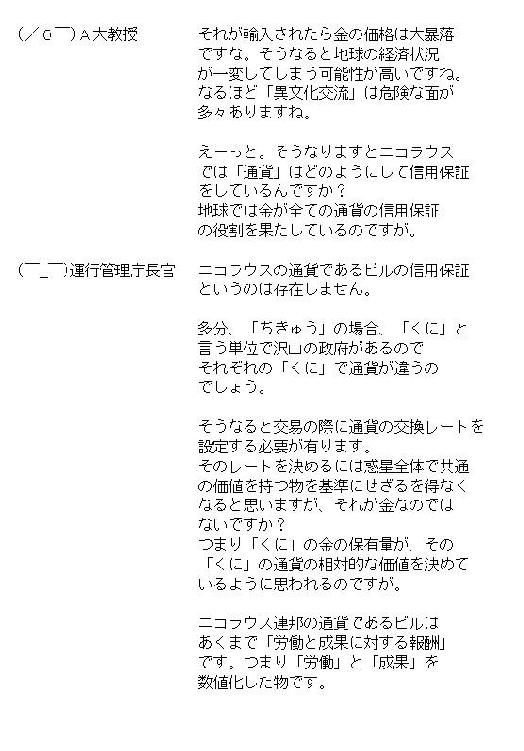 (／０￣)Ａ大教授　それが輸入されたら金の価格は大暴落
ですな。そうなると地球の経済状況
が一変してしまう可能性が高いですね。
なるほど「異文化交流」は危険な面が
多々ありますね。
えーっと。そうなりますとニコラウス
では「通貨」はどのようにして信用保証
をしているんですか？
地球では金が全ての通貨の信用保証
の役割を果たしているのですが。
(￣_￣)運行管理庁長官　ニコラウスの通貨であるビルの信用保証
というのは存在しません。
多分、「ちきゅう」の場合、「くに」と
言う単位で沢山の政府があるので
それぞれの「くに」で通貨が違うの
でしょう。
そうなると交易の際に通貨の交換レートを
設定する必要が有ります。
そのレートを決めるには惑星全体で共通
の価値を持つ物を基準にせざるを得なく
なると思いますが、それが金なのでは
ないですか？
つまり「くに」の金の保有量が、その
「くに」の通貨の相対的な価値を決めて
いるように思われるのですが。
ニコラウス連邦の通貨であるビルは
あくまで「労働と成果に対する報酬」
です。つまり「労働」と「成果」を
数値化した物です。